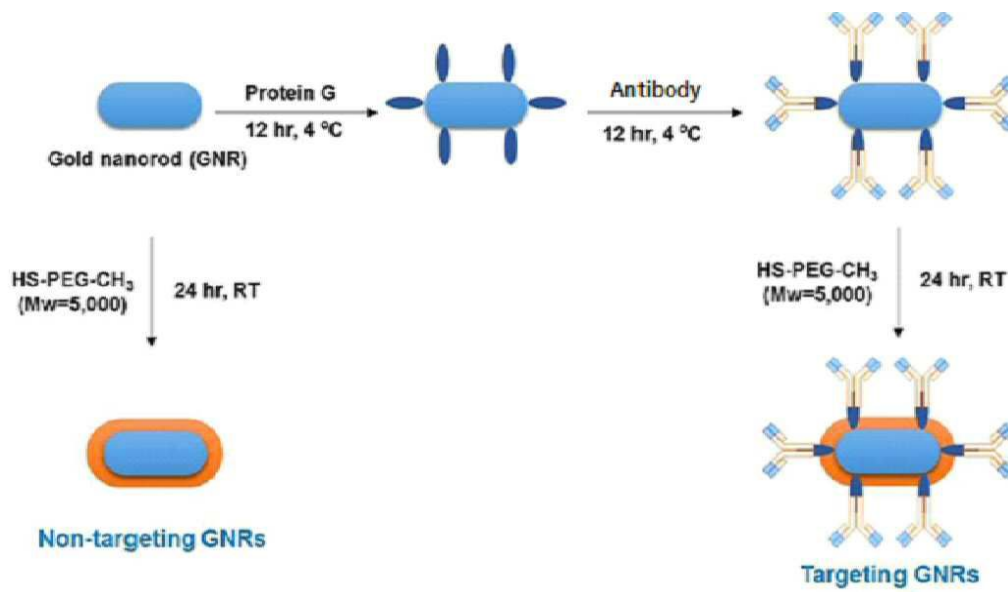 Protein G
12 hr, 4 °C
Antibody
12 hr, 4 °C
Gold nanorod (GNR)
HS-PEG-CH₃
(Mw=5,000)
24 hr, RT
HS-PEG-CH₃
(Mw=5,000)
24 hr, RT
Non-targeting GNRs
Targeting GNRs